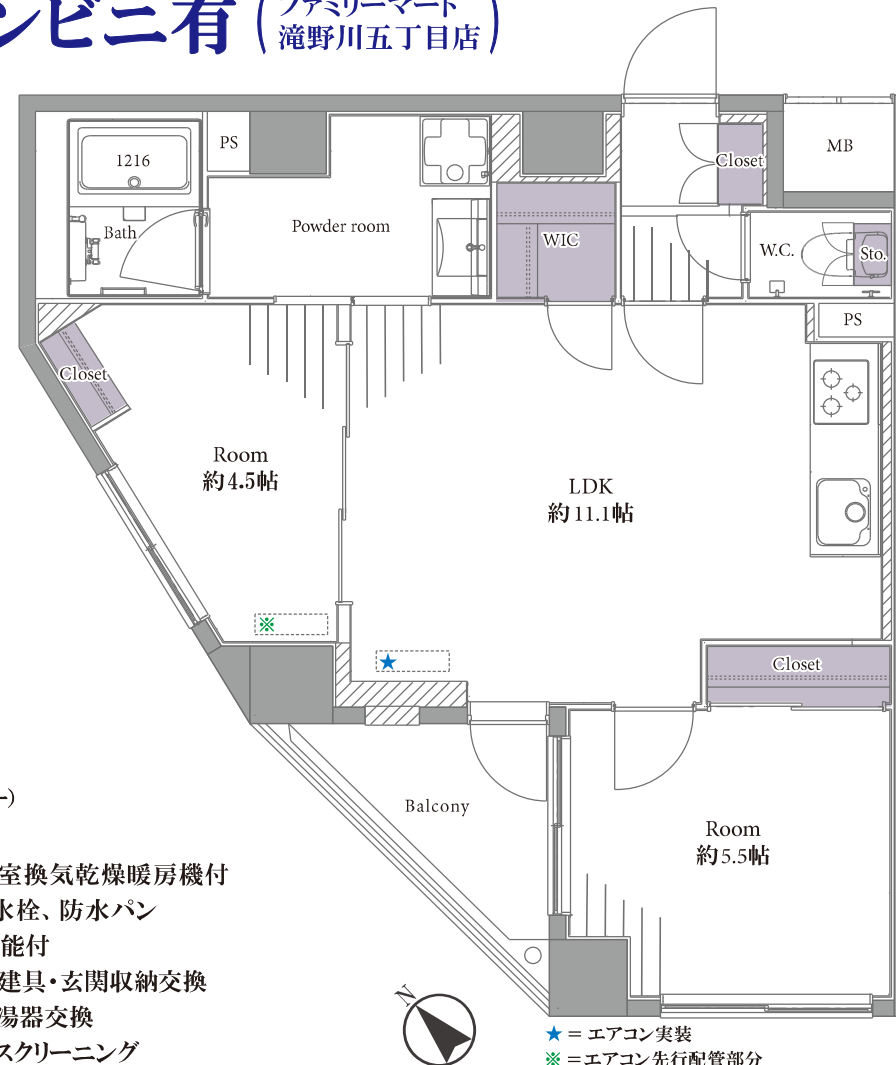 ンビニ有 (ファミリーマート
滝野川五丁目店)
PS
1216
Closet
MB
Bath
Powder room
WIC
W.C.
Sto.
PS
Closet
Room
約4.5帖
LDK
約11.1帖
※
★
Closet
Balcony
Room
約5.5帖
ー)
室換気乾燥暖房機付
水栓、防水パン
能付
建具・玄関収納交換
湯器交換
スクリーニング
N
★=エアコン実装
※=エアコン先行配管部分